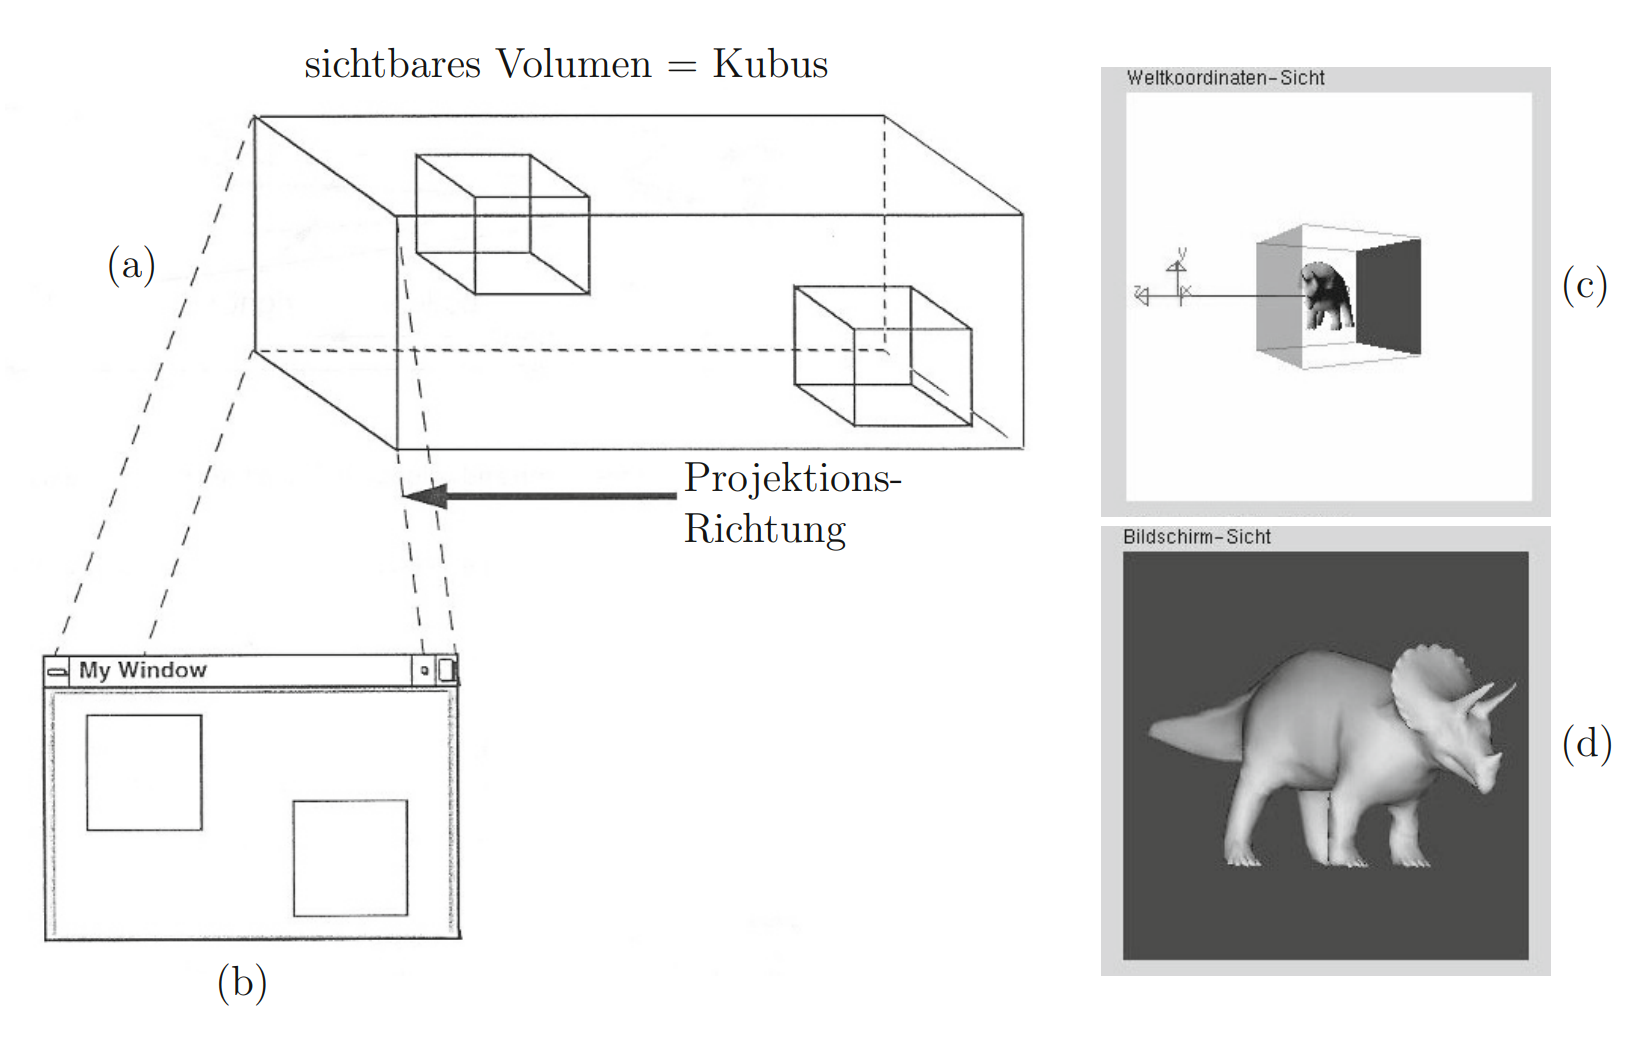 sichtbares Volumen = Kubus
(a)
Projektions-
Richtung
My Window
(b)
Weltkoordinaten-Sicht
y
z
x
(c)
Bildschirm-Sicht
(d)